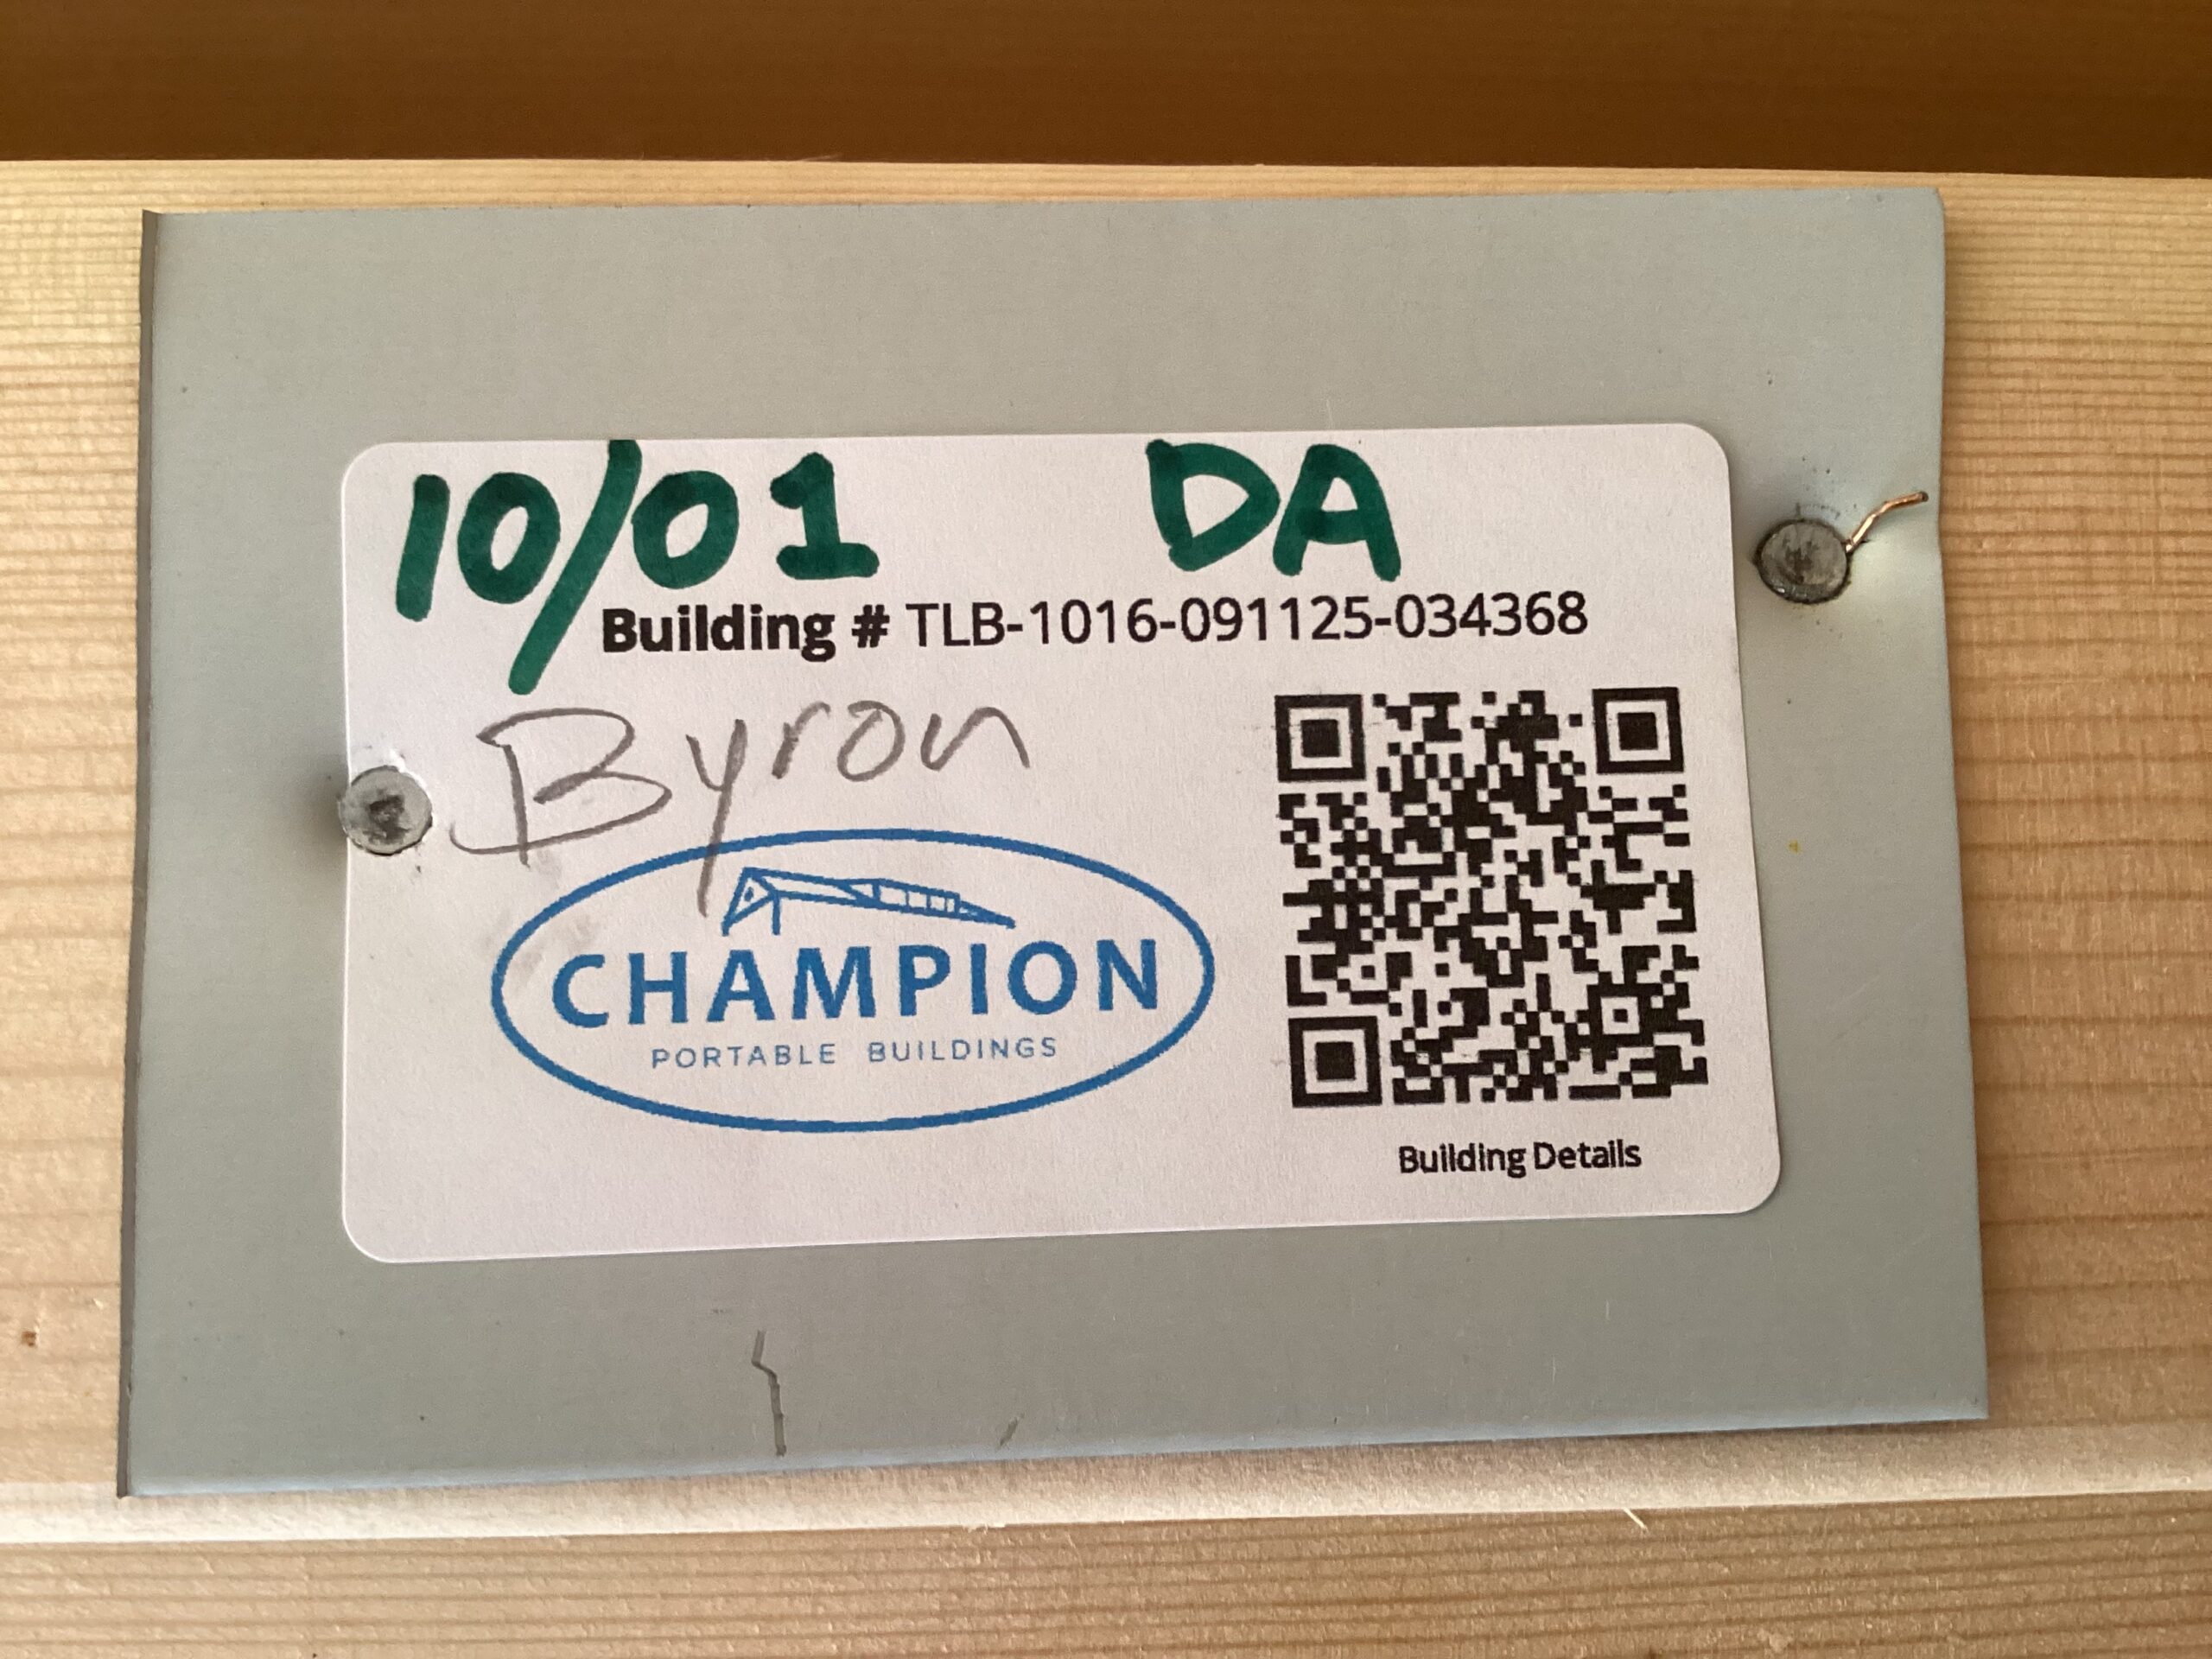 10/01 DA
Building # TLB-1016-091125-034368
Byron
CHAMPION
PORTABLE BUILDINGS
Building Details